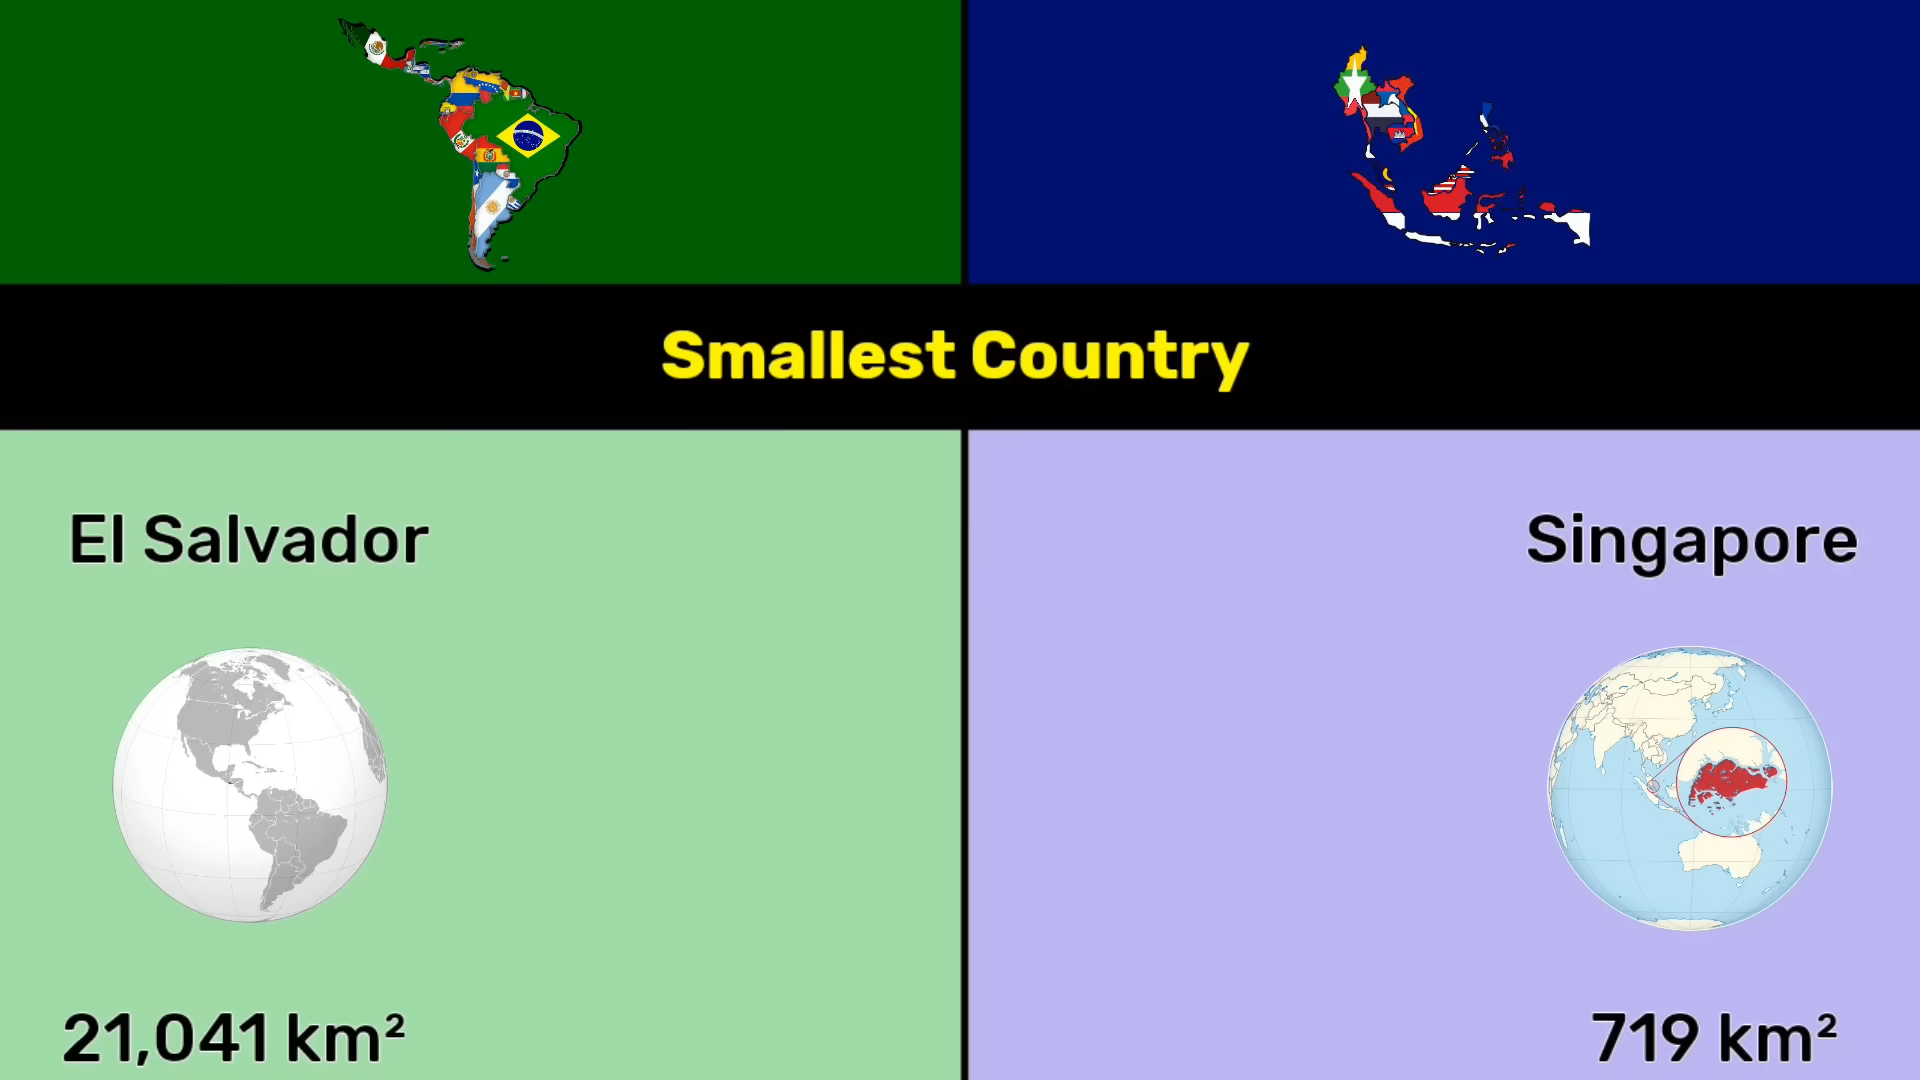 Smallest Country
El Salvador
Singapore
21,041 km²
719 km²